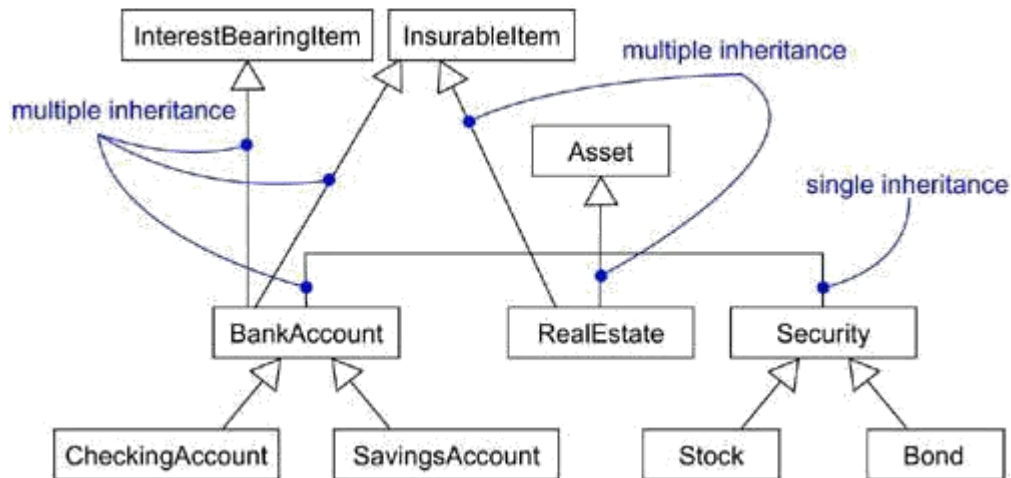 InterestBearingItem
InsurableItem
multiple inheritance
multiple inheritance
Asset
single inheritance
BankAccount
RealEstate
Security
CheckingAccount
SavingsAccount
Stock
Bond